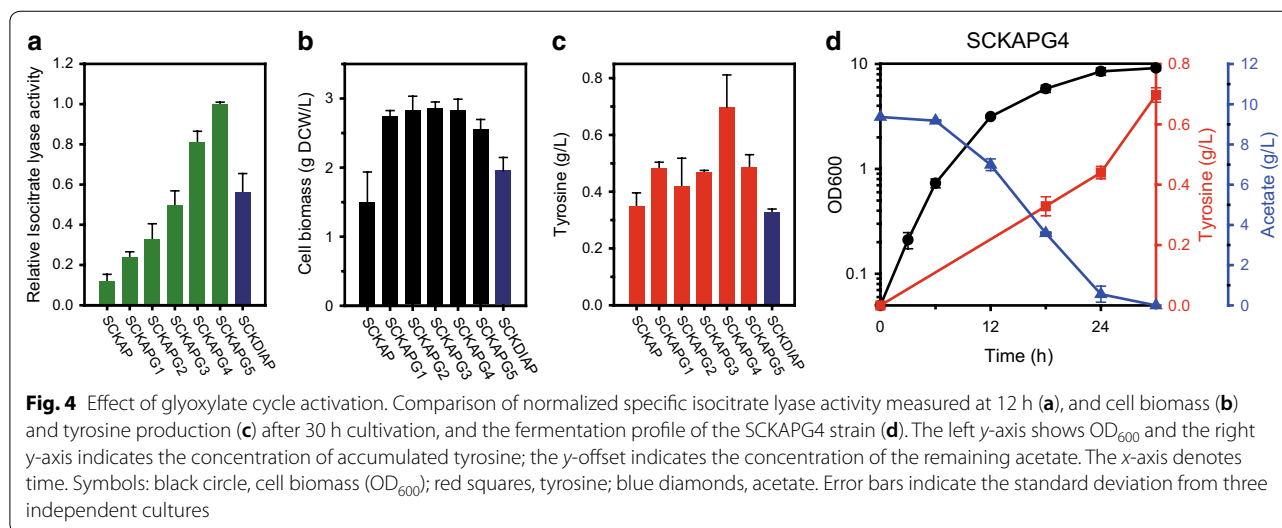 a
Relative Isocitrate lyase activity
1.2
1.0
0.8
0.6
0.4
0.2
0.0
SCKAP
SCKAPG1
SCKAPG2
SCKAPG3
SCKAPG4
SCKAPG5
SCKDIAP
b
Cell biomass (g DCW/L)
3
2
1
0
SCKAP
SCKAPG1
SCKAPG2
SCKAPG3
SCKAPG4
SCKAPG5
SCKDIAP
c
Tyrosine (g/L)
0.8
0.6
0.4
0.2
0.0
SCKAP
SCKAPG1
SCKAPG2
SCKAPG3
SCKAPG4
SCKAPG5
SCKDIAP
d
SCKAPG4
OD600
10
1
0.1
0
12
24
Time (h)
0.8
0.6
0.4
0.2
0.0
Tyrosine (g/L)
12
10
8
6
4
2
0
Acetate (g/L)
Fig. 4 Effect of glyoxylate cycle activation. Comparison of normalized specific isocitrate lyase activity measured at 12 h (a), and cell biomass (b)
and tyrosine production (c) after 30 h cultivation, and the fermentation profile of the SCKAPG4 strain (d). The left y-axis shows OD600 and the right
y-axis indicates the concentration of accumulated tyrosine; the y-offset indicates the concentration of the remaining acetate. The x-axis denotes
time. Symbols: black circle, cell biomass (OD600); red squares, tyrosine; blue diamonds, acetate. Error bars indicate the standard deviation from three
independent cultures